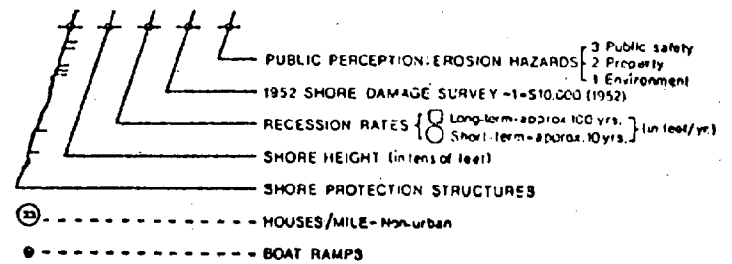 3 Public safety
PUBLIC PERCEPTION: EROSION HAZARDS 2 Property
1 Environment
1952 SHORE DAMAGE SURVEY -1=$10.000 (1952)
RECESSION RATES Long-term-approx 100 yrs. (in feet/yr.)
Short-term-approx. 10 yrs.
SHORE HEIGHT (in tens of feet)
SHORE PROTECTION STRUCTURES
22 HOUSES/MILE-Non-urban
BOAT RAMPS